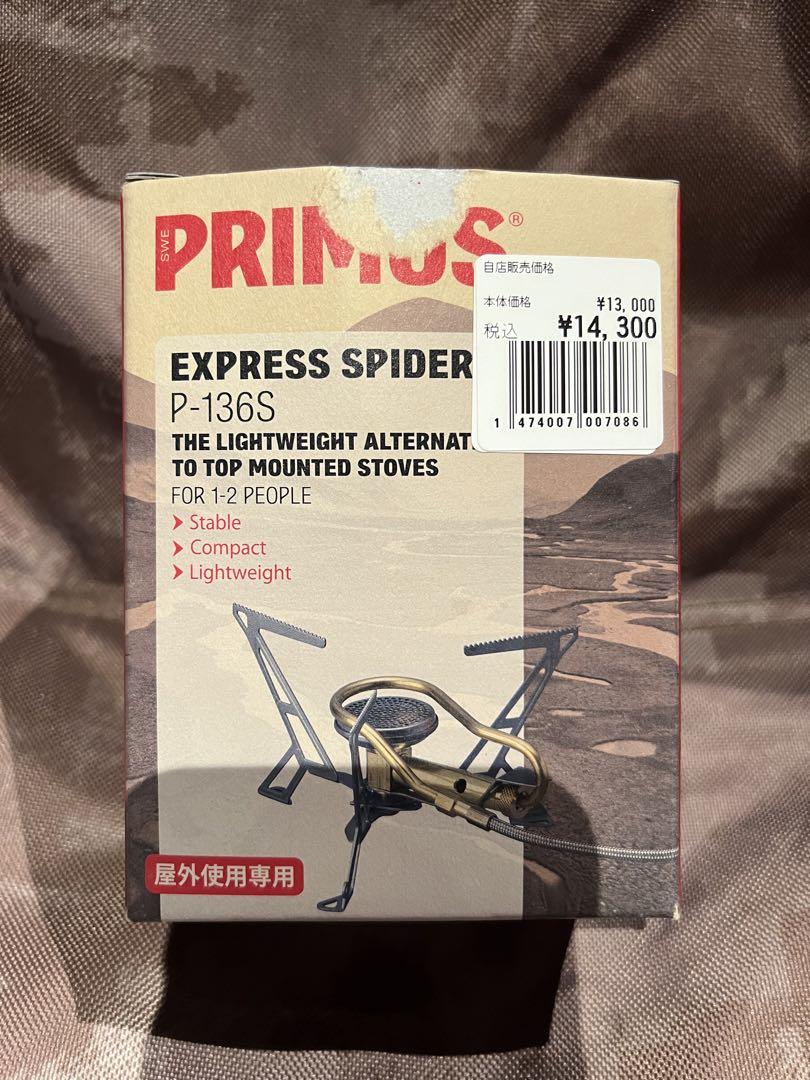 SWE
PRIMUS®
自店販売価格
本体価格 ¥13,000
税込 ¥14,300
1 474007 007086
EXPRESS SPIDER
P-136S
THE LIGHTWEIGHT ALTERNAT
TO TOP MOUNTED STOVES
FOR 1-2 PEOPLE
Stable
Compact
Lightweight
屋外使用専用